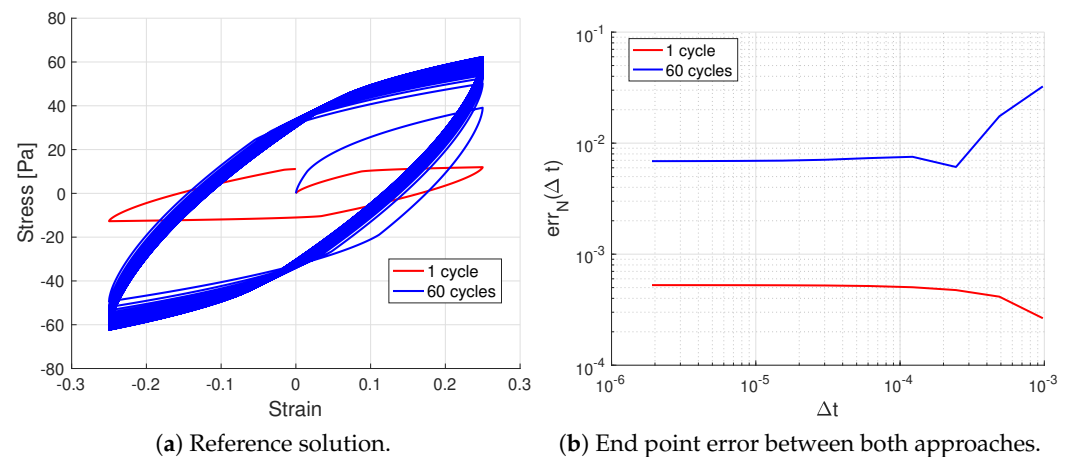 80
60
40
20
0
-20
-40
-60
-80
Stress [Pa]
-0.3
-0.2
-0.1
0
0.1
0.2
0.3
Strain
1 cycle
60 cycles
(a) Reference solution.
10^-1
10^-2
10^-3
10^-4
err_N(Δ t)
10^-6
10^-5
10^-4
10^-3
Δt
1 cycle
60 cycles
(b) End point error between both approaches.